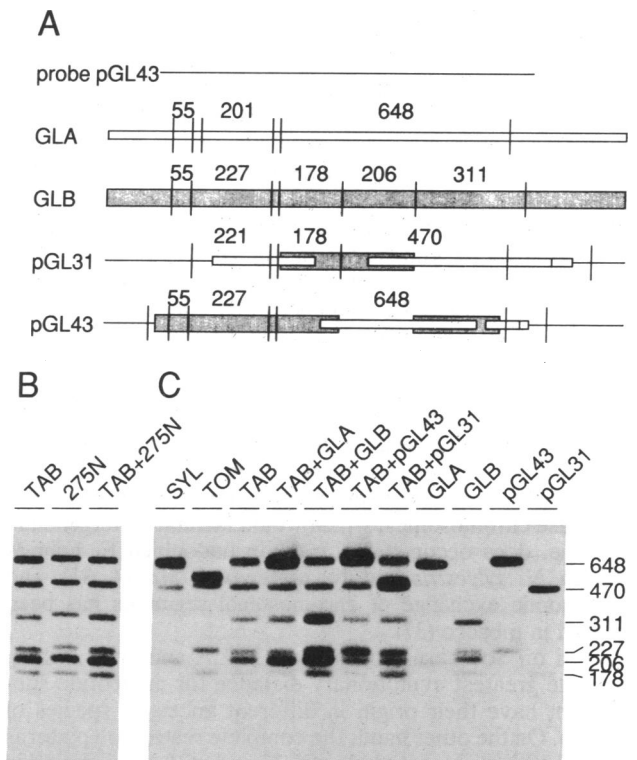 A
probe pGL43
55 201 648
GLA
55 227 178 206 311
GLB
221 178 470
pGL31
55 227 648
pGL43
B
C
TAB
275N
TAB+275N
SYL
TOM
TAB
TAB+GLA
TAB+GLB
TAB+pGL43
TAB+pGL31
GLA
GLB
pGL43
pGL31
648
470
311
227
206
178